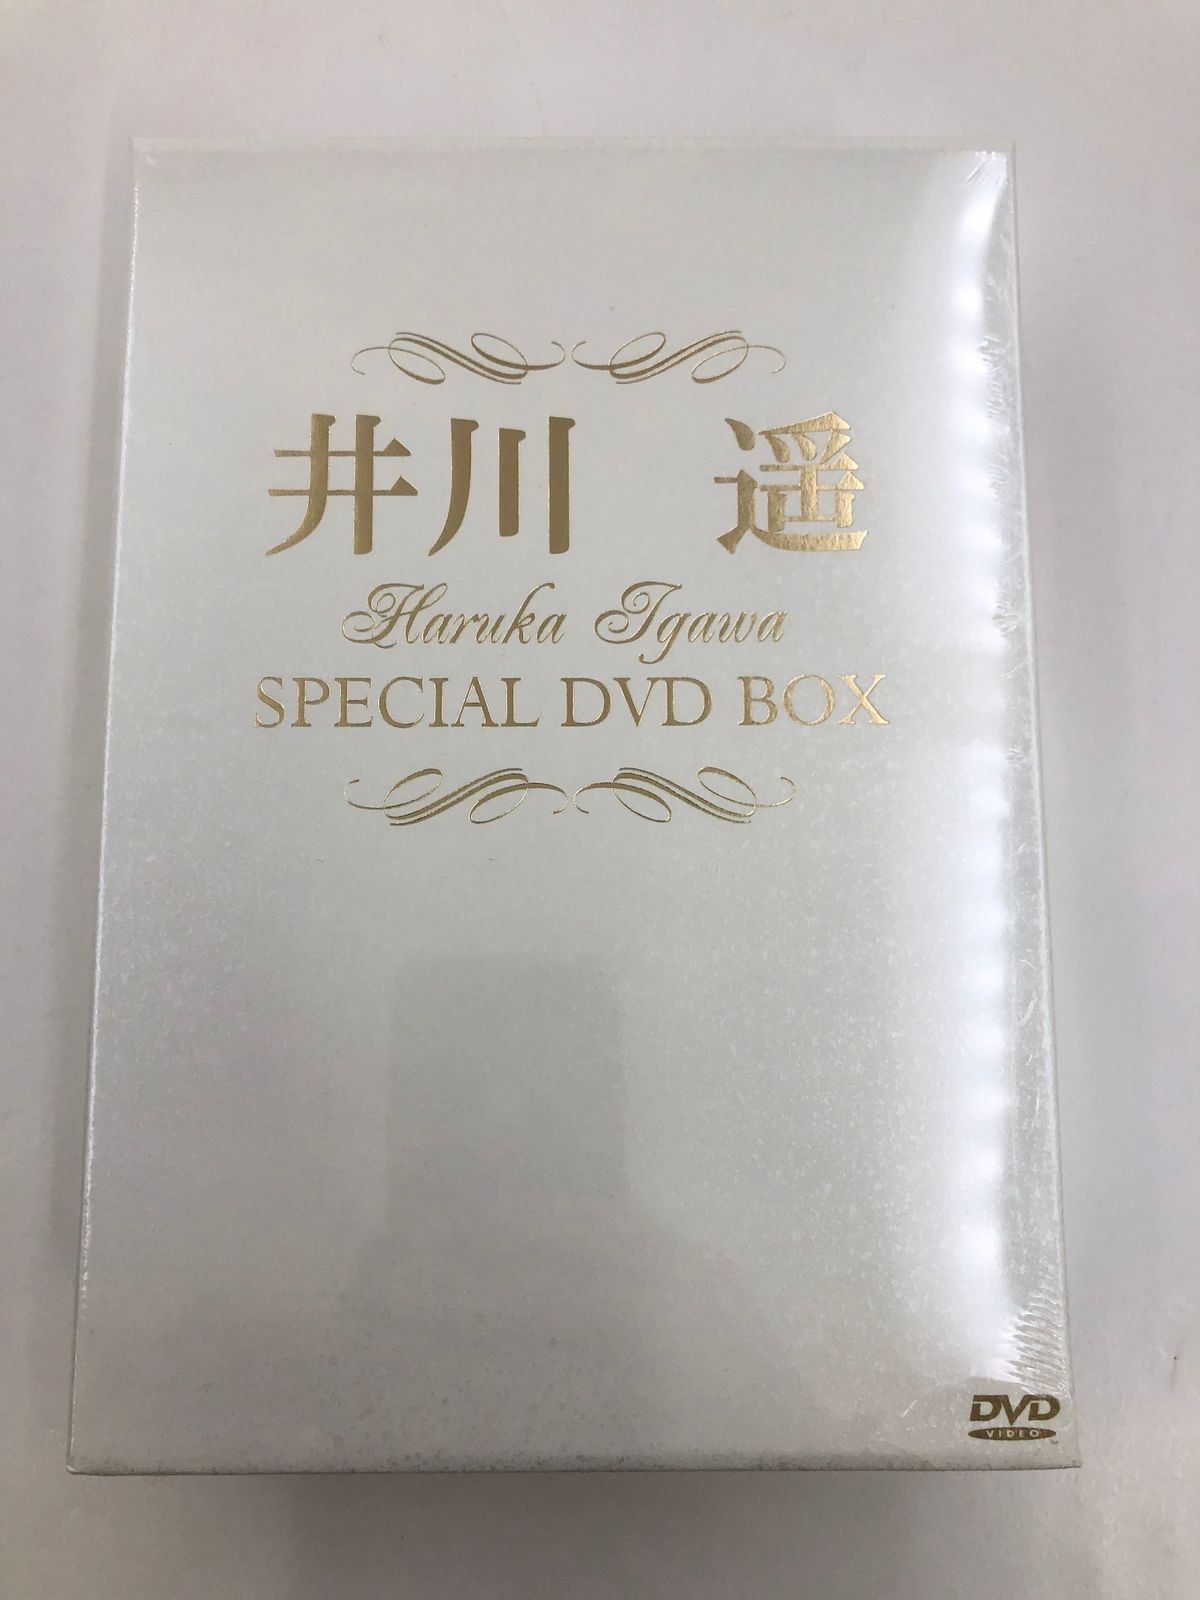 井川 遥
Haruka Igawa
SPECIAL DVD BOX
DVD
VIDEO